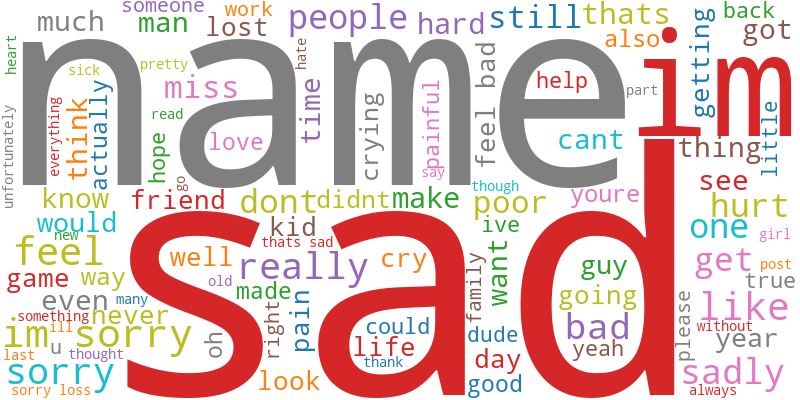 someone work back
much man lost people hard still thats
also got
heart name im
sick pretty hate
miss help part getting
unfortunately everything think actually read hope love time crying painful feel bad cant thing little
go say though see
know friend dont didnt make poor youre hurt
would kid ive one girl
new thats sad
feel well really cry want guy get post
game way old made family going true
even many pain bad like
something never right could dude please without
im ill sorry oh life yeah year
u thank day
last thought sadly
sorry look good always
sorry loss
sad